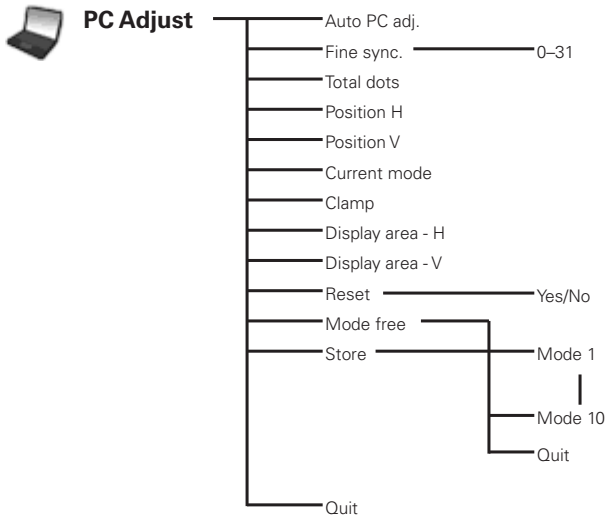 PC Adjust
Auto PC adj.
Fine sync. 0–31
Total dots
Position H
Position V
Current mode
Clamp
Display area - H
Display area - V
Reset Yes/No
Mode free
Store Mode 1
Mode 10
Quit
Quit